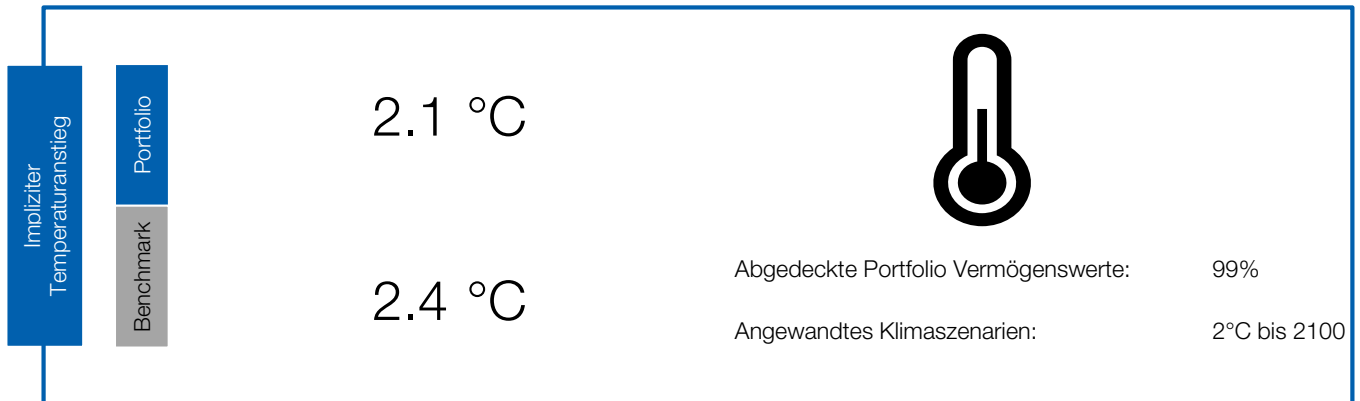 Impliziter
Temperaturanstieg
Portfolio
2.1 °C
Benchmark
2.4 °C
Abgedeckte Portfolio Vermögenswerte: 99%
Angewandtes Klimaszenarien: 2°C bis 2100